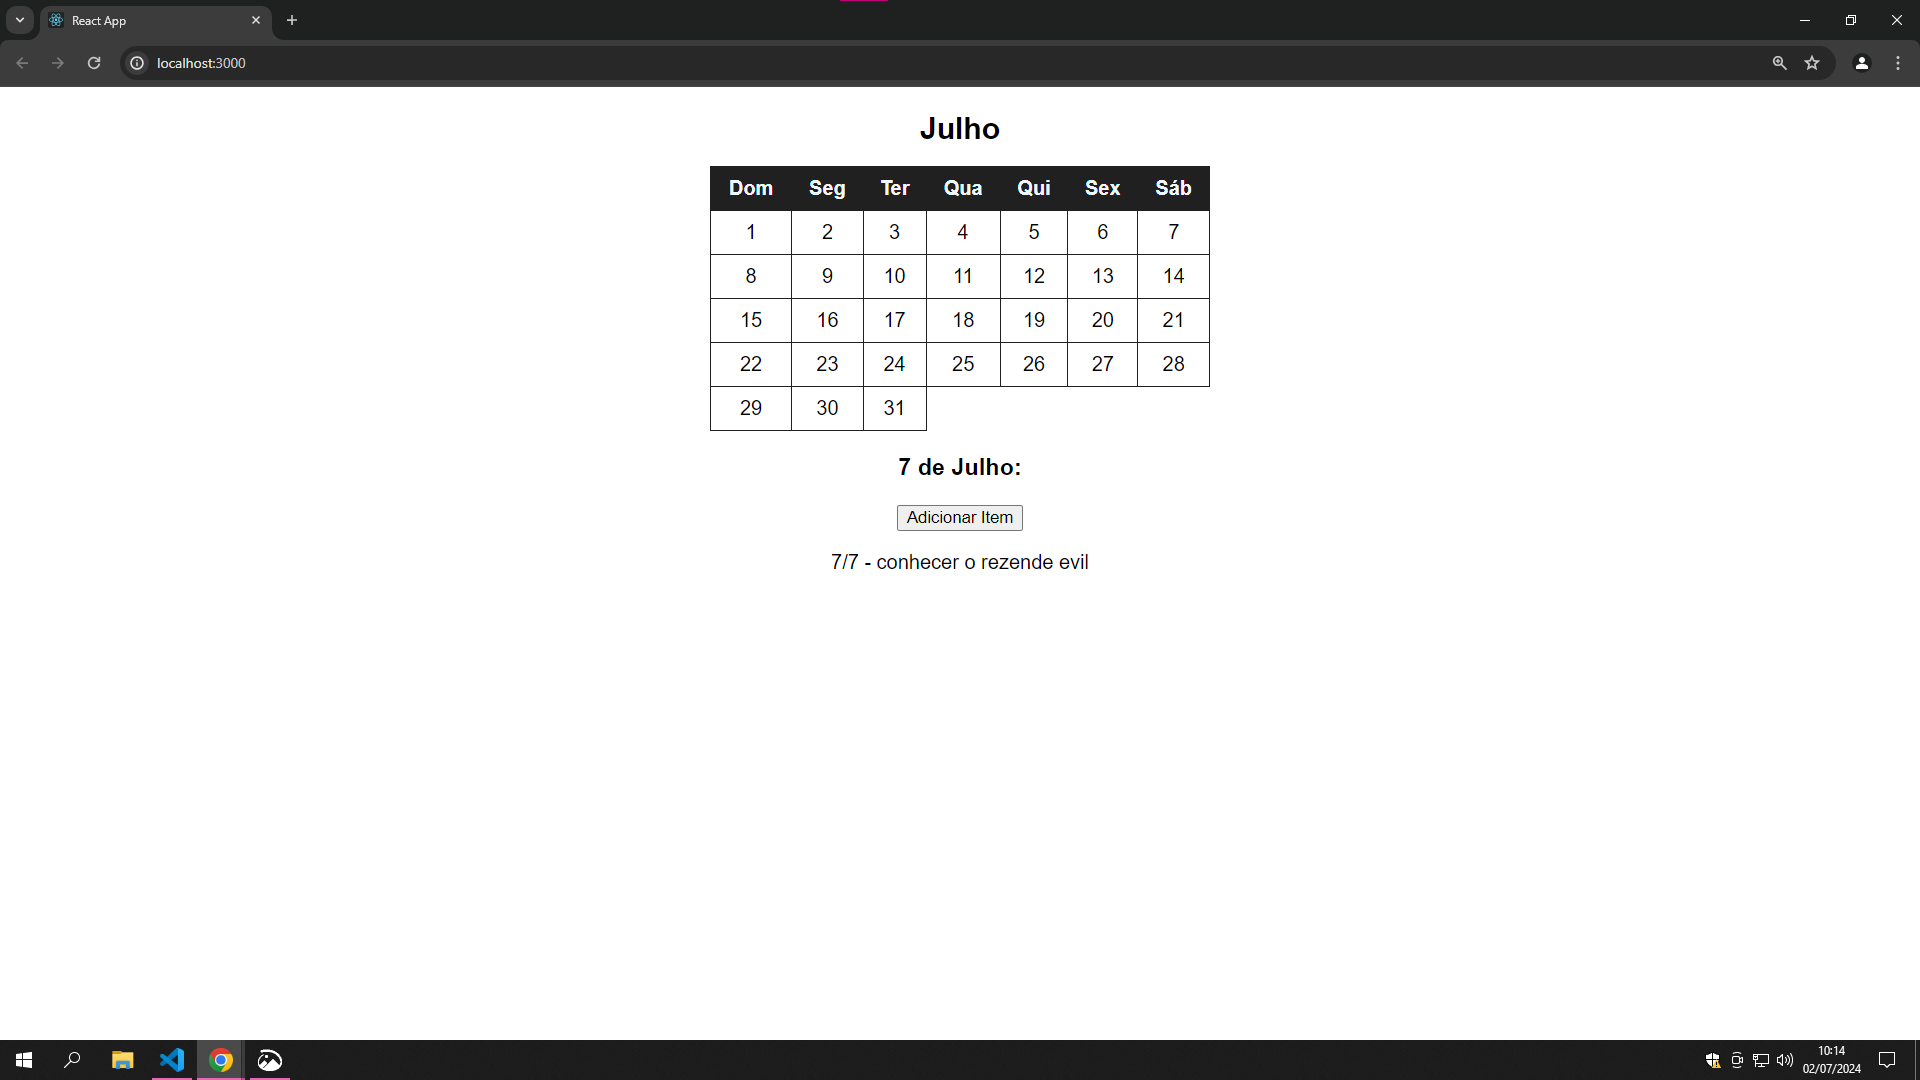 React App
localhost:3000
Julho
Dom Seg Ter Qua Qui Sex Sáb
1 2 3 4 5 6 7
8 9 10 11 12 13 14
15 16 17 18 19 20 21
22 23 24 25 26 27 28
29 30 31
7 de Julho:
Adicionar Item
7/7 - conhecer o rezende evil
10:14
02/07/2024